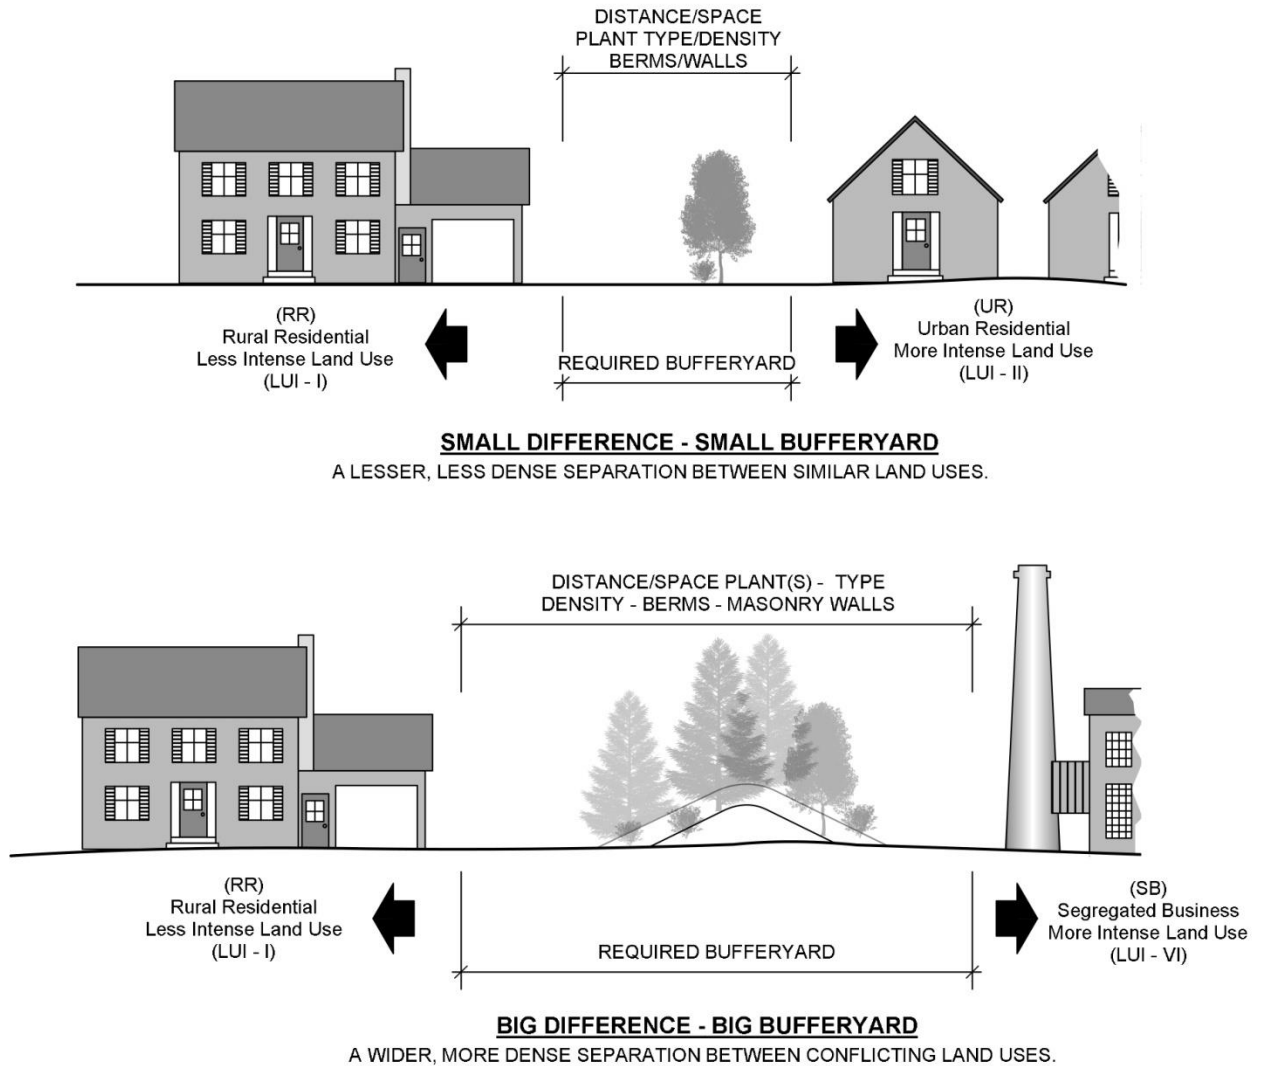 DISTANCE/SPACE
PLANT TYPE/DENSITY
BERMS/WALLS
(RR)
Rural Residential
Less Intense Land Use
(LUI - I)
REQUIRED BUFFERYARD
(UR)
Urban Residential
More Intense Land Use
(LUI - II)
SMALL DIFFERENCE - SMALL BUFFERYARD
A LESSER, LESS DENSE SEPARATION BETWEEN SIMILAR LAND USES.
DISTANCE/SPACE PLANT(S) - TYPE
DENSITY - BERMS - MASONRY WALLS
(RR)
Rural Residential
Less Intense Land Use
(LUI - I)
REQUIRED BUFFERYARD
(SB)
Segregated Business
More Intense Land Use
(LUI - VI)
BIG DIFFERENCE - BIG BUFFERYARD
A WIDER, MORE DENSE SEPARATION BETWEEN CONFLICTING LAND USES.